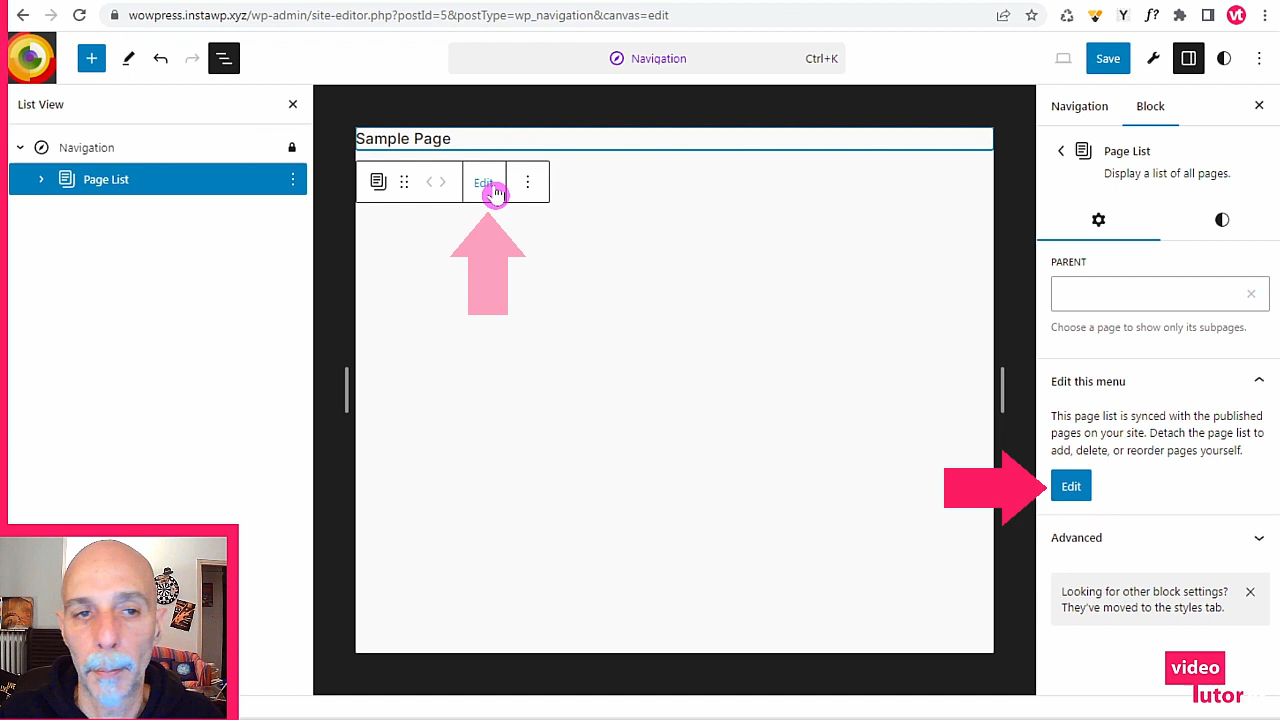 wowpress.instawp.xyz/wp-admin/site-editor.php?postId=5&postType=wp_navigation&canvas=edit
Y
f?
vt
Navigation
Ctrl+K
Save
List View
Navigation
Page List
Sample Page
Edit
Navigation
Block
Page List
Display a list of all pages.
PARENT
Choose a page to show only its subpages.
Edit this menu
This page list is synced with the published
pages on your site. Detach the page list to
add, delete, or reorder pages yourself.
Edit
Advanced
Looking for other block settings?
They've moved to the styles tab.
video
tutor